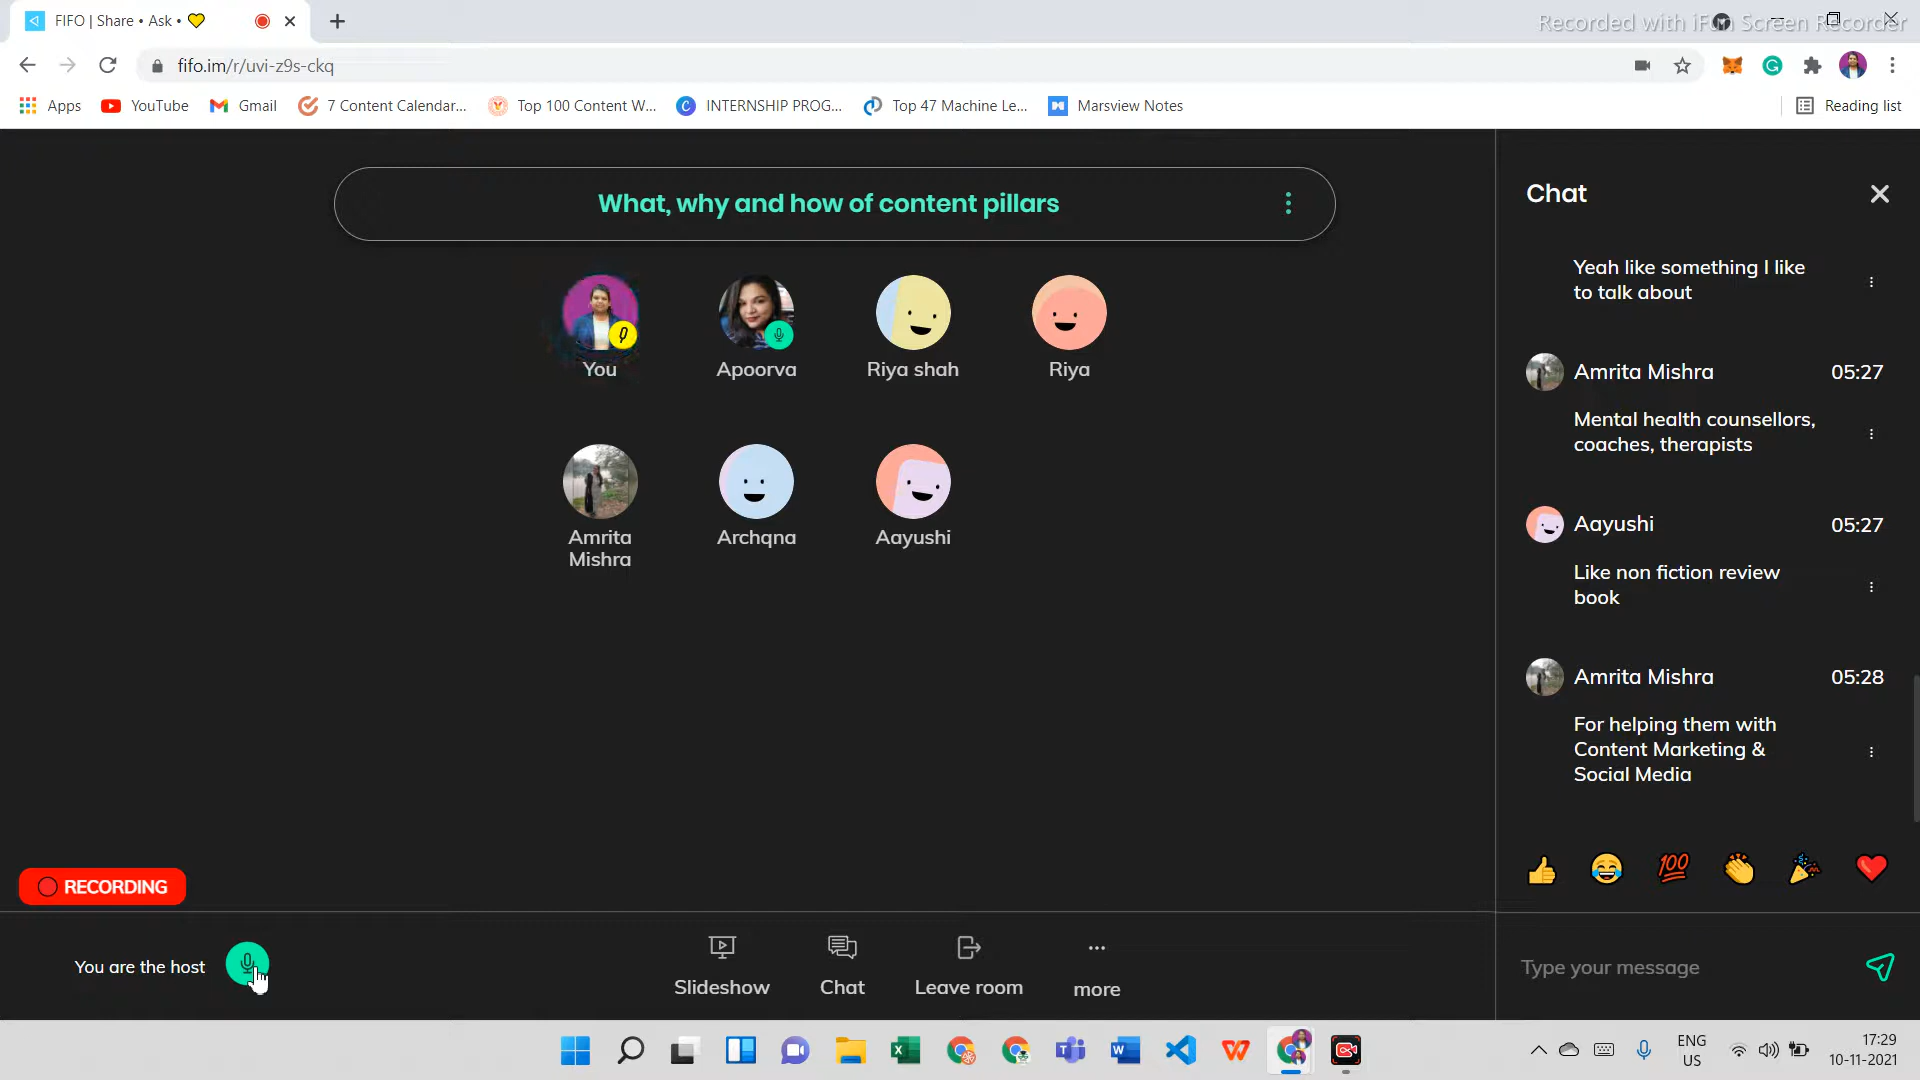 FIFO | Share • Ask • 💛
Recorded with iFun Screen Recorder
fifo.im/r/uvi-z9s-ckq
Apps
YouTube
Gmail
7 Content Calendar...
Top 100 Content W...
INTERNSHIP PROG...
Top 47 Machine Le...
Marsview Notes
Reading list
What, why and how of content pillars
You
Apoorva
Riya shah
Riya
Amrita
Mishra
Archqna
Aayushi
RECORDING
You are the host
Slideshow
Chat
Leave room
more
Chat
Yeah like something I like
to talk about
Amrita Mishra 05:27
Mental health counsellors,
coaches, therapists
Aayushi 05:27
Like non fiction review
book
Amrita Mishra 05:28
For helping them with
Content Marketing &
Social Media
👍 😂 💯 👏 🎉 ❤️
Type your message
ENG
US
17:29
10-11-2021